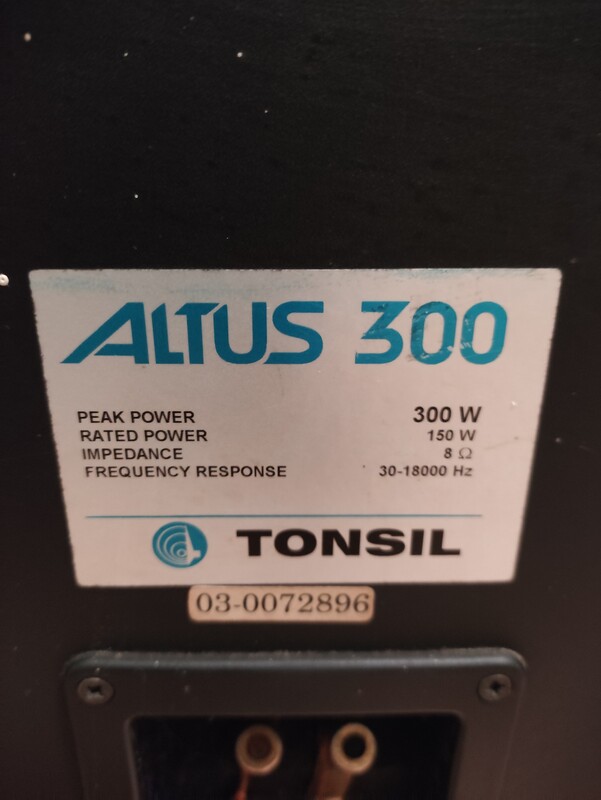 ALTUS 300
PEAK POWER 300 W
RATED POWER 150 W
IMPEDANCE 8 Ω
FREQUENCY RESPONSE 30-18000 Hz
TONSIL
03-0072896